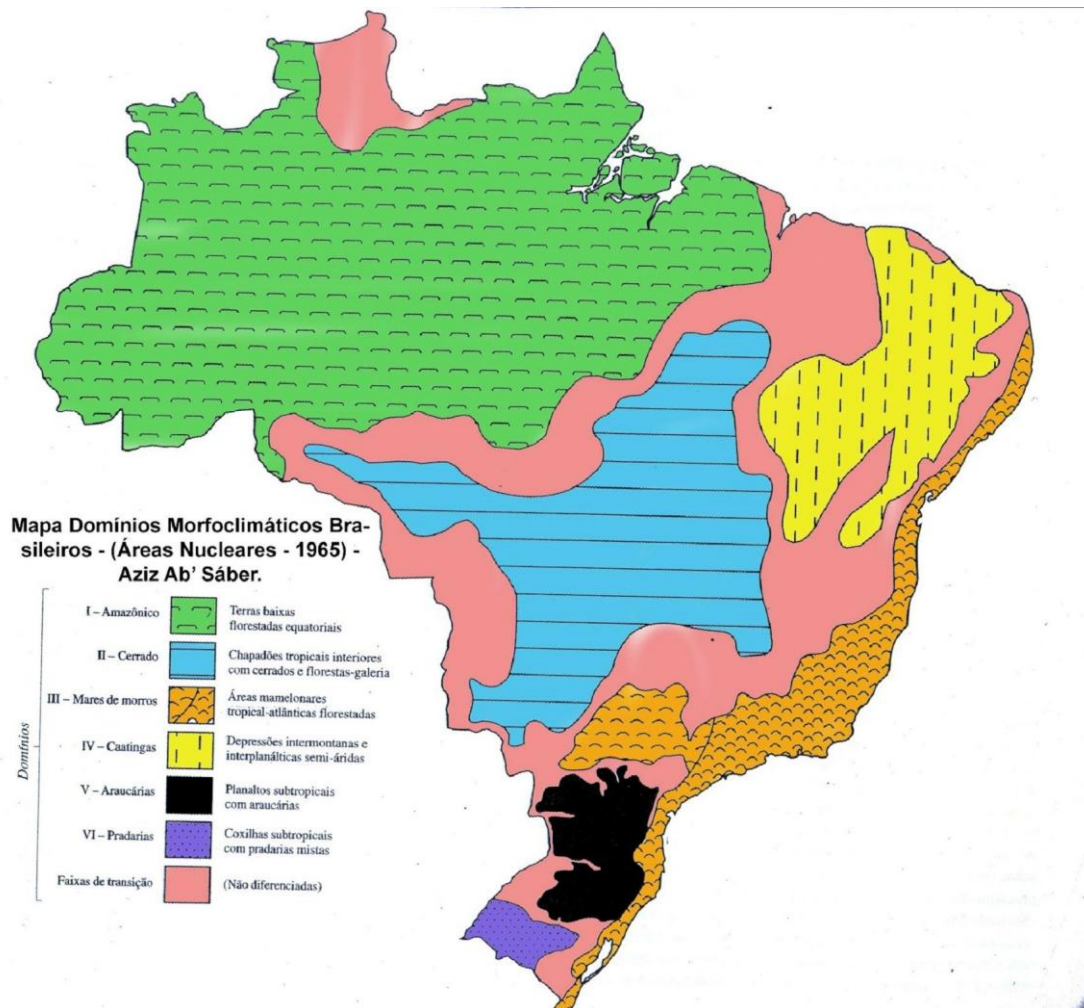 Mapa Domínios Morfoclimáticos Bra-
sileiros - (Áreas Nucleares - 1965) -
Aziz Ab' Sáber.
Domínios
I – Amazônico
Terras baixas
florestadas equatoriais
II – Cerrado
Chapadões tropicais interiores
com cerrados e florestas-galeria
III – Mares de morros
Áreas mamelonares
tropical-atlânticas florestadas
IV – Caatingas
Depressões intermontanas e
interplanálticas semi-áridas
V – Araucárias
Planaltos subtropicais
com araucárias
VI – Pradarias
Coxilhas subtropicais
com pradarias mistas
Faixas de transição
(Não diferenciadas)